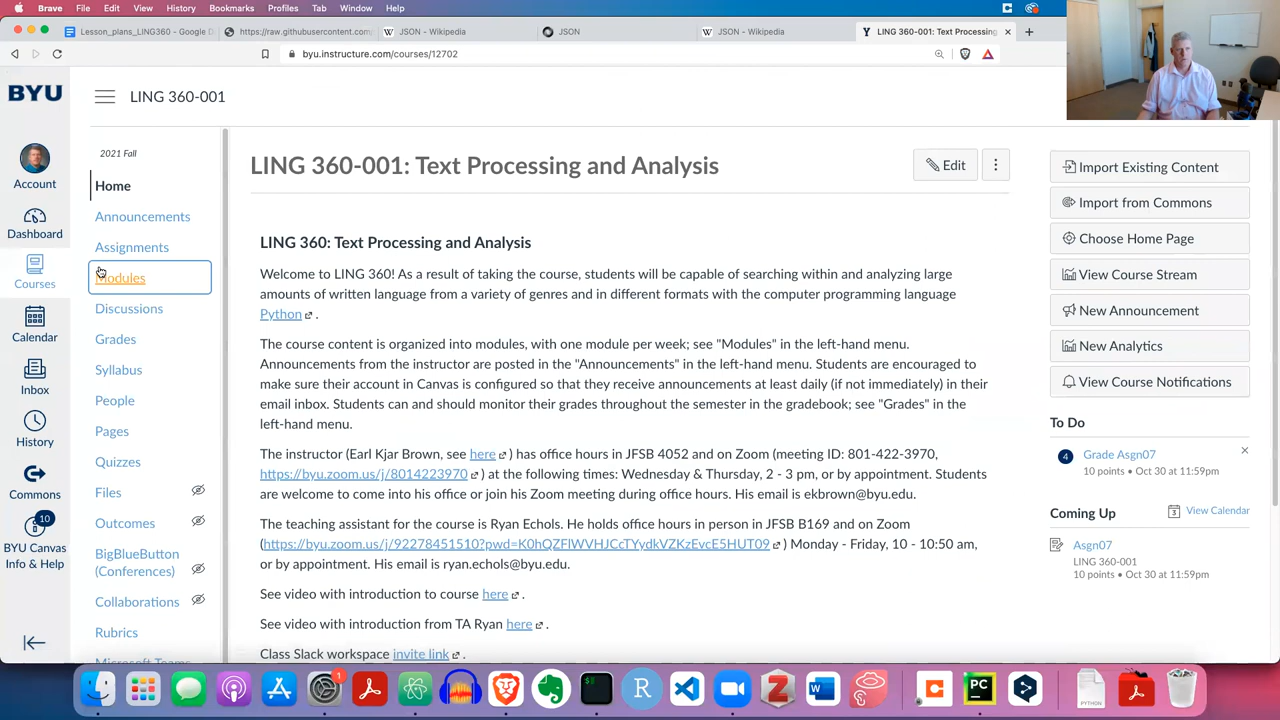 Brave File Edit View History Bookmarks Profiles Tab Window Help
Lesson_plans_LING360 - Google D
https://raw.githubusercontent.com
JSON - Wikipedia
JSON
JSON - Wikipedia
LING 360-001: Text Processing
byu.instructure.com/courses/12702
BYU
Account
Dashboard
Courses
Calendar
Inbox
History
Commons
10
BYU Canvas
Info & Help
LING 360-001
2021 Fall
Home
Announcements
Assignments
Modules
Discussions
Grades
Syllabus
People
Pages
Quizzes
Files
Outcomes
BigBlueButton
(Conferences)
Collaborations
Rubrics
Microsoft Teams
LING 360-001: Text Processing and Analysis
Edit
LING 360: Text Processing and Analysis
Welcome to LING 360! As a result of taking the course, students will be capable of searching within and analyzing large
amounts of written language from a variety of genres and in different formats with the computer programming language
Python .
The course content is organized into modules, with one module per week; see "Modules" in the left-hand menu.
Announcements from the instructor are posted in the "Announcements" in the left-hand menu. Students are encouraged to
make sure their account in Canvas is configured so that they receive announcements at least daily (if not immediately) in their
email inbox. Students can and should monitor their grades throughout the semester in the gradebook; see "Grades" in the
left-hand menu.
The instructor (Earl Kjar Brown, see here ) has office hours in JFSB 4052 and on Zoom (meeting ID: 801-422-3970,
https://byu.zoom.us/j/8014223970 ) at the following times: Wednesday & Thursday, 2 - 3 pm, or by appointment. Students
are welcome to come into his office or join his Zoom meeting during office hours. His email is ekbrown@byu.edu.
The teaching assistant for the course is Ryan Echols. He holds office hours in person in JFSB B169 and on Zoom
(https://byu.zoom.us/j/92278451510?pwd=K0hQZFlWVHJCcTYydkVZKzEvcE5HUT09 ) Monday - Friday, 10 - 10:50 am,
or by appointment. His email is ryan.echols@byu.edu.
See video with introduction to course here .
See video with introduction from TA Ryan here .
Class Slack workspace invite link .
Import Existing Content
Import from Commons
Choose Home Page
View Course Stream
New Announcement
New Analytics
View Course Notifications
To Do
4
Grade Asgn07
10 points • Oct 30 at 11:59pm
Coming Up
View Calendar
Asgn07
LING 360-001
10 points • Oct 30 at 11:59pm
1
R
W
C
PC
PYTHON